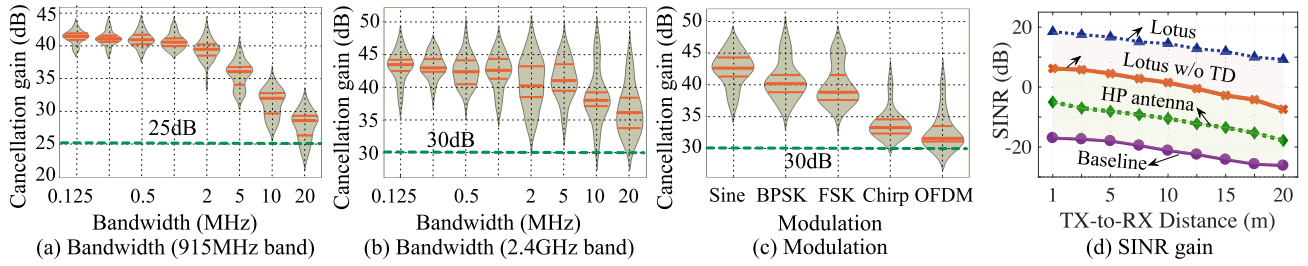 Cancellation gain (dB)
45
40
35
30
25
20
25dB
0.125 0.5 2 5 10 20
Bandwidth (MHz)
(a) Bandwidth (915MHz band)
Cancellation gain (dB)
50
45
40
35
30
30dB
0.125 0.5 2 5 10 20
Bandwidth (MHz)
(b) Bandwidth (2.4GHz band)
Cancellation gain (dB)
50
45
40
35
30
30dB
Sine BPSK FSK Chirp OFDM
Modulation
(c) Modulation
SINR (dB)
20
0
-20
Lotus
Lotus w/o TD
HP antenna
Baseline
1 5 10 15 20
TX-to-RX Distance (m)
(d) SINR gain